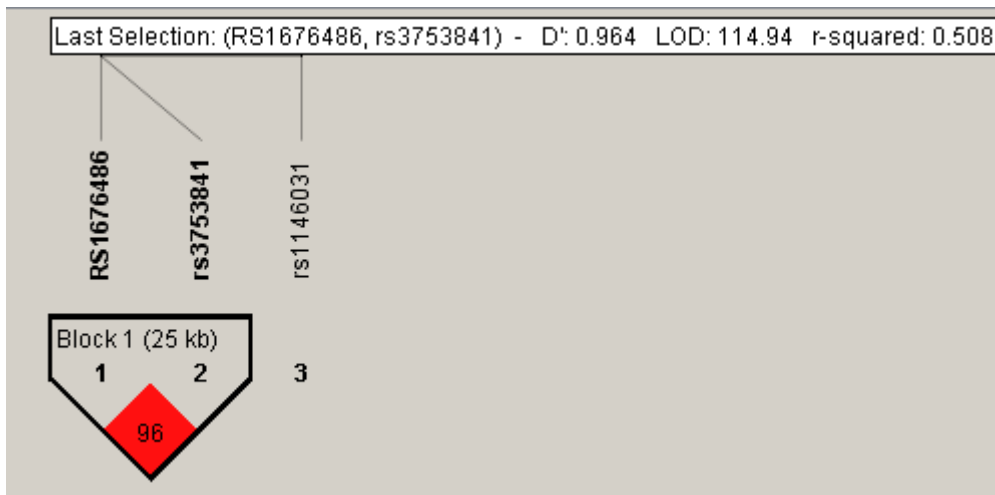 Last Selection: (RS1676486, rs3753841) - D': 0.964 LOD: 114.94 r-squared: 0.508
RS1676486
rs3753841
rs1146031
Block 1 (25 kb)
1 2 3
96